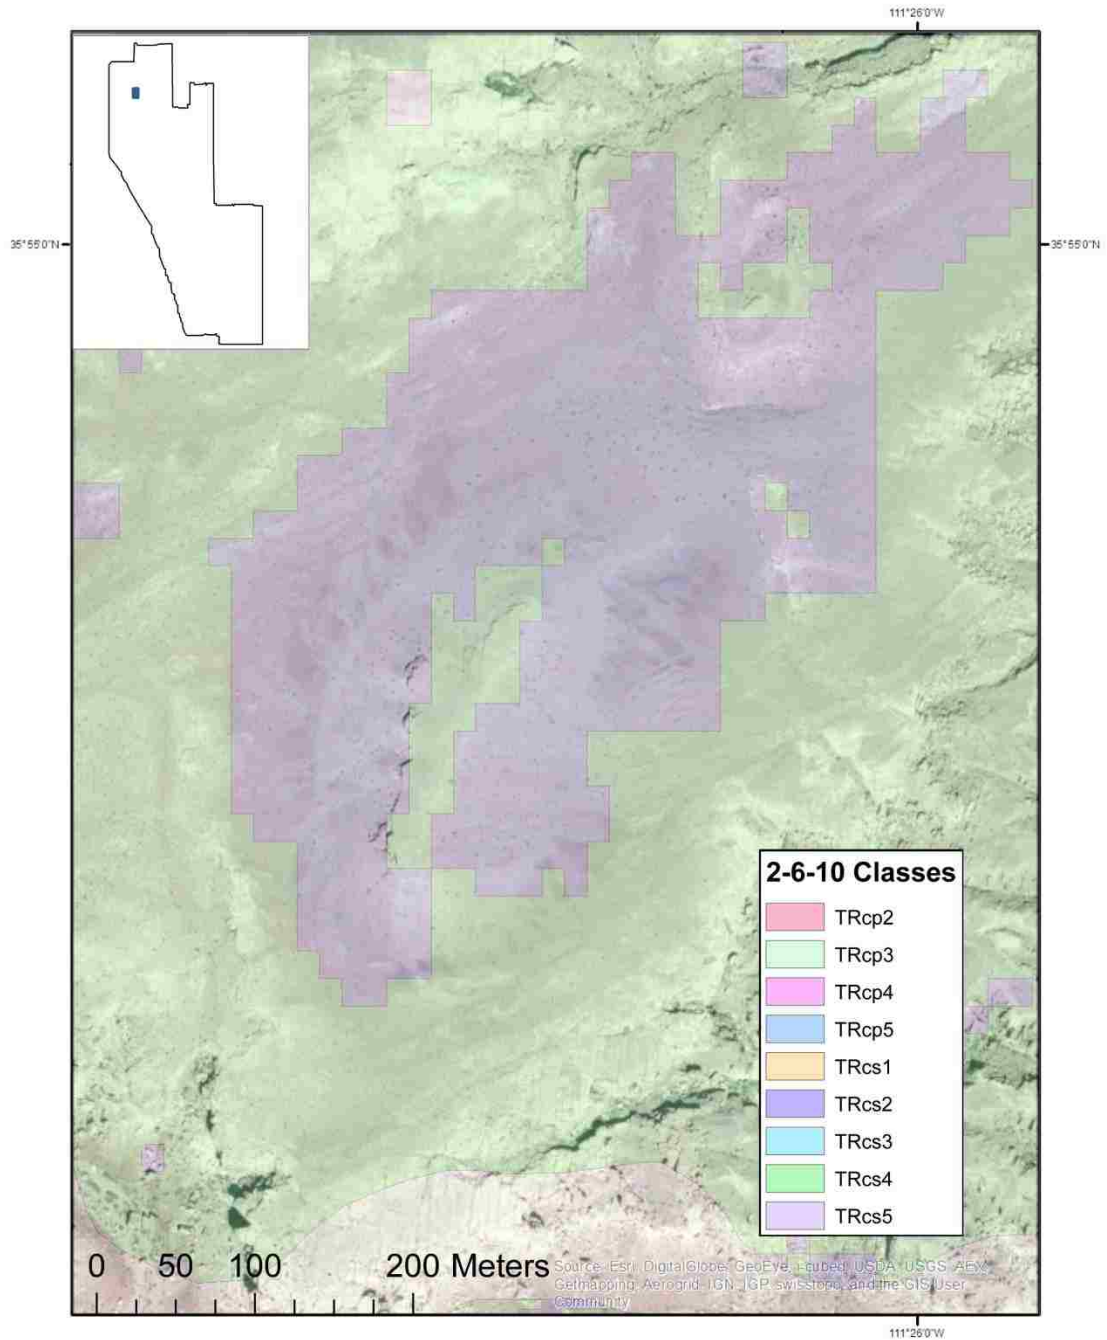 111°26'0"W
35°55'0"N
35°55'0"N
2-6-10 Classes
TRcp2
TRcp3
TRcp4
TRcp5
TRcs1
TRcs2
TRcs3
TRcs4
TRcs5
0 50 100 200 Meters
Source: Esri, DigitalGlobe, GeoEye, i-cubed, USDA, USGS, AEX,
Getmapping, Aerogrid, IGN, IGP, swisstopo, and the GIS User
Community
111°26'0"W